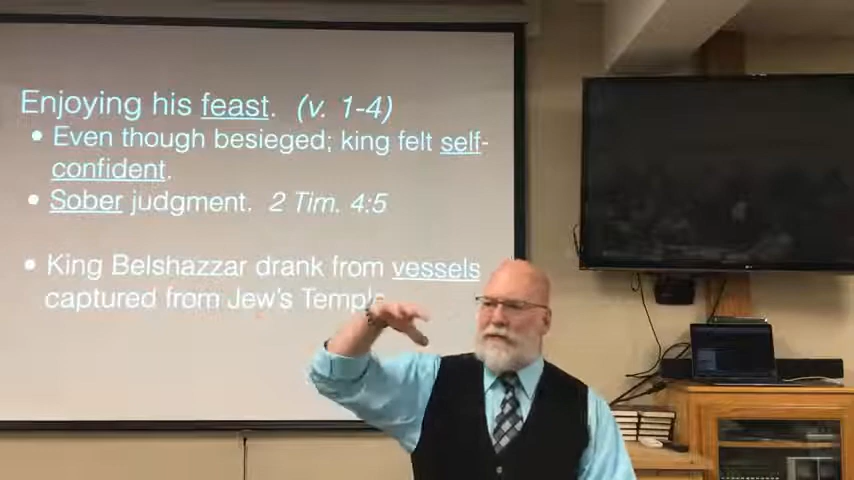 Enjoying his feast. (v. 1-4)
• Even though besieged; king felt self-
confident.
• Sober judgment. 2 Tim. 4:5
• King Belshazzar drank from vessels
captured from Jew's Temple